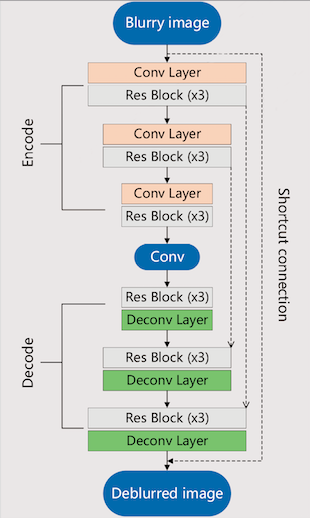 Blurry image
Conv Layer
Res Block (x3)
Conv Layer
Res Block (x3)
Conv Layer
Res Block (x3)
Encode
Conv
Shortcut connection
Res Block (x3)
Deconv Layer
Res Block (x3)
Deconv Layer
Res Block (x3)
Deconv Layer
Decode
Deblurred image